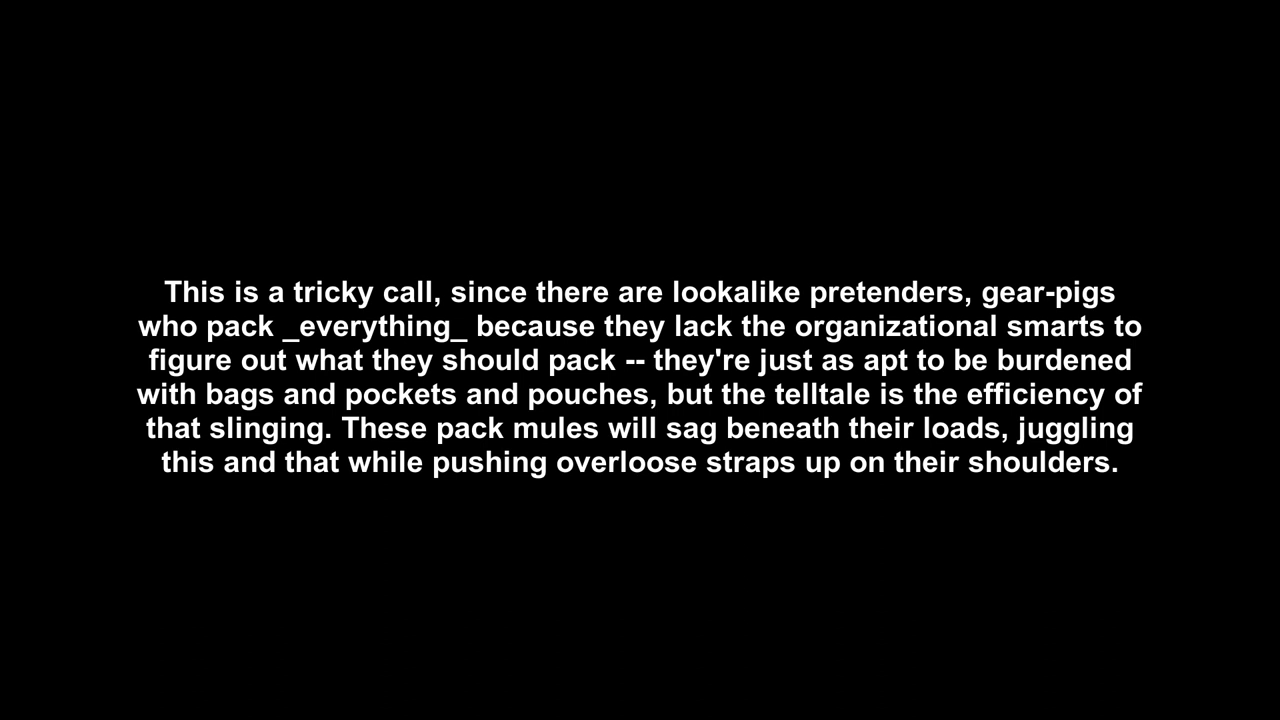 This is a tricky call, since there are lookalike pretenders, gear-pigs
who pack _everything_ because they lack the organizational smarts to
figure out what they should pack -- they're just as apt to be burdened
with bags and pockets and pouches, but the telltale is the efficiency of
that slinging. These pack mules will sag beneath their loads, juggling
this and that while pushing overloose straps up on their shoulders.